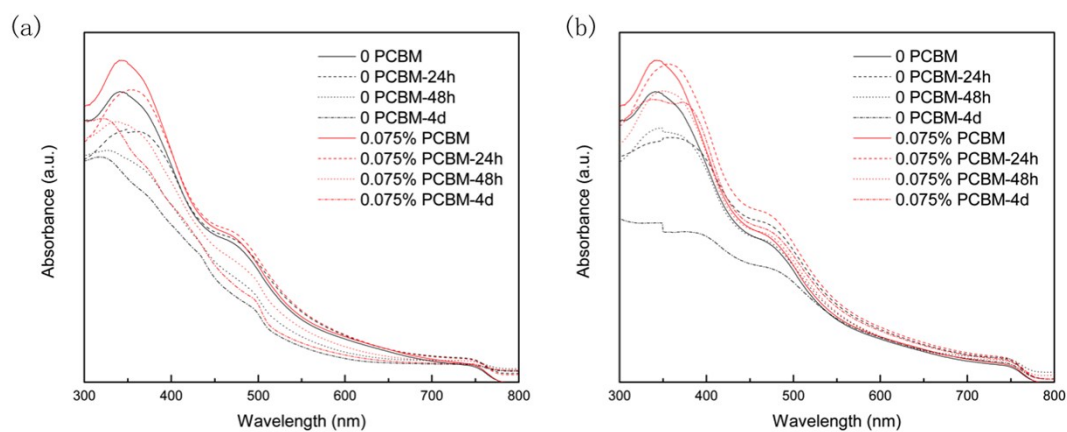 (a)
0 PCBM
0 PCBM-24h
0 PCBM-48h
0 PCBM-4d
0.075% PCBM
0.075% PCBM-24h
0.075% PCBM-48h
0.075% PCBM-4d
Absorbance (a.u.)
300 400 500 600 700 800
Wavelength (nm)
(b)
0 PCBM
0 PCBM-24h
0 PCBM-48h
0 PCBM-4d
0.075% PCBM
0.075% PCBM-24h
0.075% PCBM-48h
0.075% PCBM-4d
Absorbance (a.u.)
300 400 500 600 700 800
Wavelength (nm)